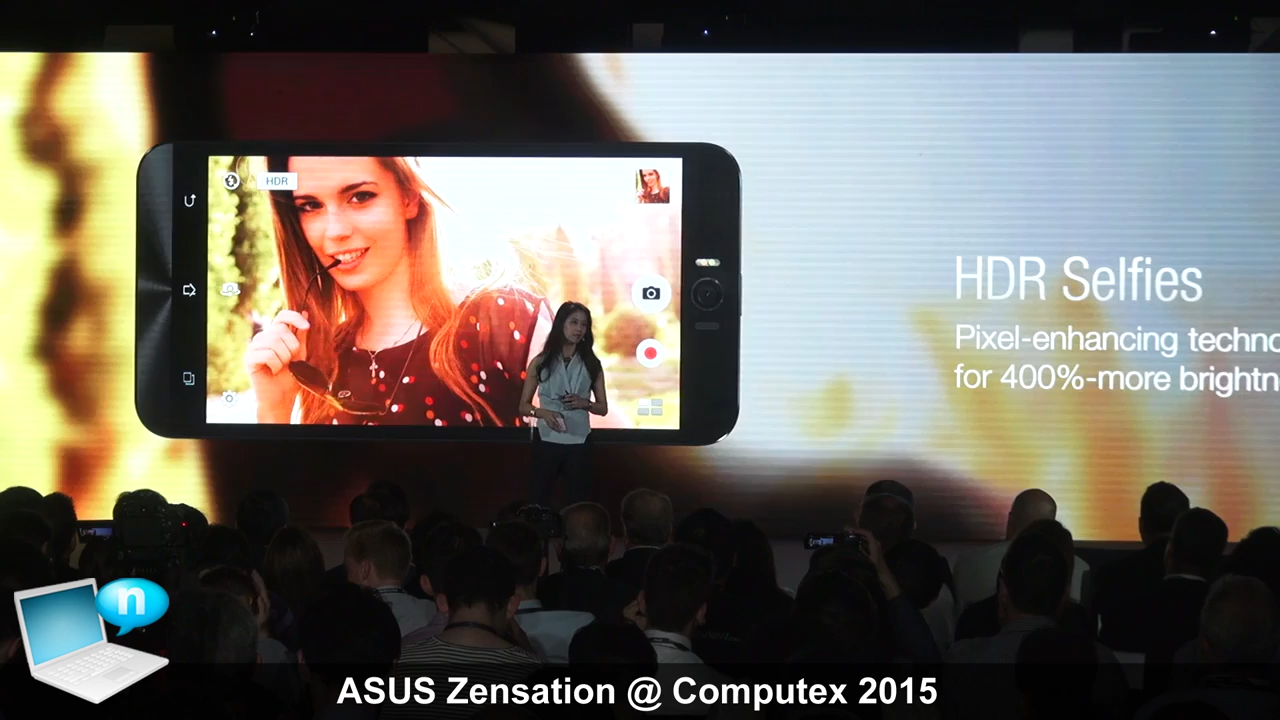 HDR
HDR Selfies
Pixel-enhancing techno
for 400%-more brightn
n
ASUS Zensation @ Computex 2015